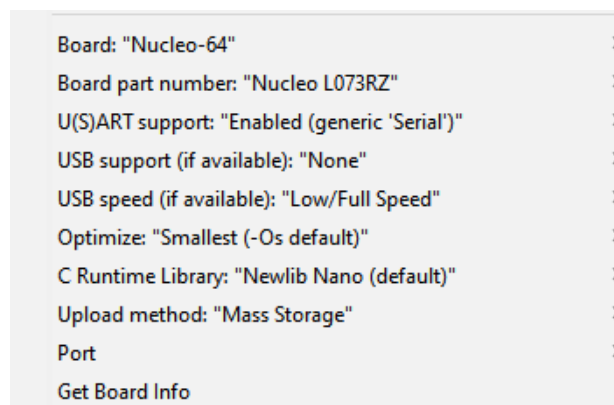 Board: "Nucleo-64"
Board part number: "Nucleo L073RZ"
U(S)ART support: "Enabled (generic 'Serial')"
USB support (if available): "None"
USB speed (if available): "Low/Full Speed"
Optimize: "Smallest (-Os default)"
C Runtime Library: "Newlib Nano (default)"
Upload method: "Mass Storage"
Port
Get Board Info